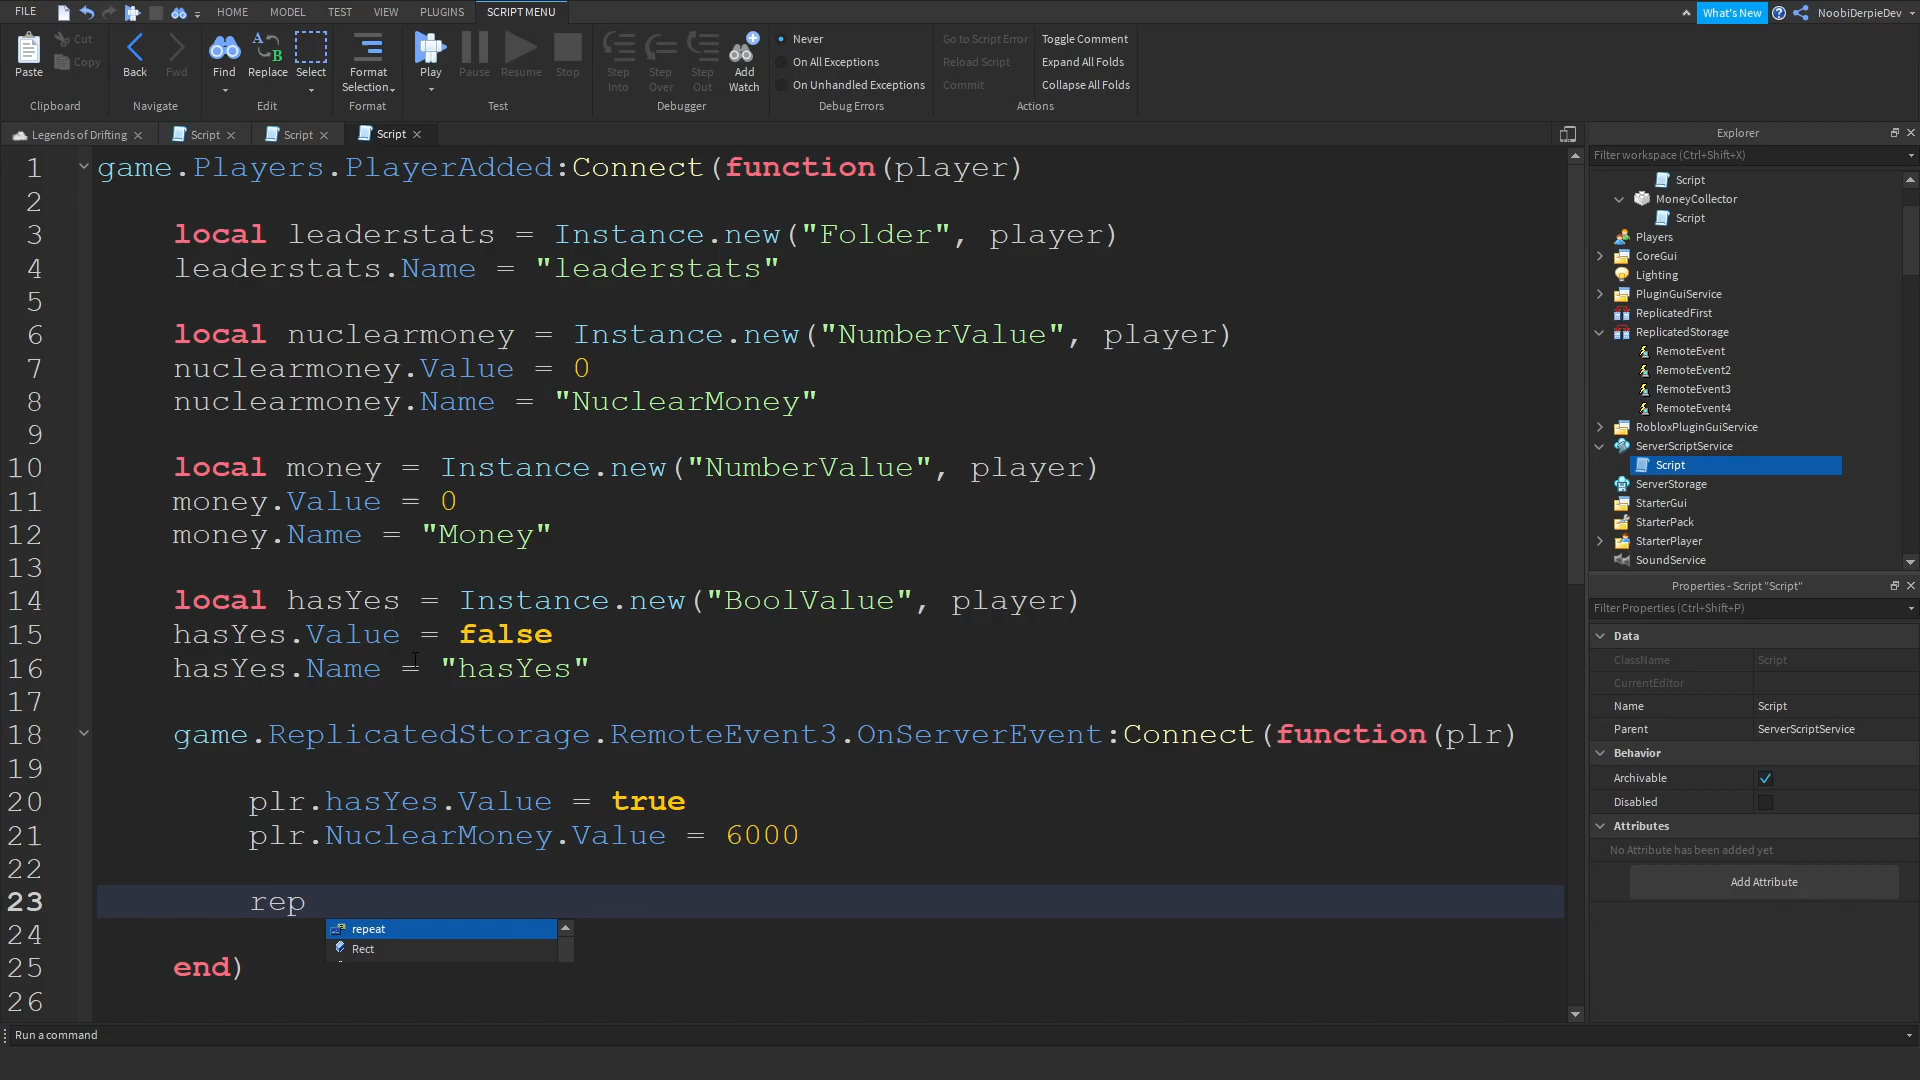 FILE HOME MODEL TEST VIEW PLUGINS SCRIPT MENU What's New NoobiDerpieDev
Paste Cut Copy Clipboard
Back Fwd Navigate
Find Replace Select Edit
Format Selection Format
Play Pause Resume Stop Test
Step Into Step Over Step Out Add Watch Debugger
Never
On All Exceptions
On Unhandled Exceptions
Debug Errors
Go to Script Error Toggle Comment
Reload Script Expand All Folds
Commit Collapse All Folds
Actions
Legends of Drifting Script Script Script
1 game.Players.PlayerAdded:Connect(function(player)
2
3 local leaderstats = Instance.new("Folder", player)
4 leaderstats.Name = "leaderstats"
5
6 local nuclearmoney = Instance.new("NumberValue", player)
7 nuclearmoney.Value = 0
8 nuclearmoney.Name = "NuclearMoney"
9
10 local money = Instance.new("NumberValue", player)
11 money.Value = 0
12 money.Name = "Money"
13
14 local hasYes = Instance.new("BoolValue", player)
15 hasYes.Value = false
16 hasYes.Name = "hasYes"
17
18 game.ReplicatedStorage.RemoteEvent3.OnServerEvent:Connect(function(plr)
19
20 plr.hasYes.Value = true
21 plr.NuclearMoney.Value = 6000
22
23 rep
repeat
Rect
24
25 end)
26
Explorer
Filter workspace (Ctrl+Shift+X)
Script
MoneyCollector
Script
Players
CoreGui
Lighting
PluginGuiService
ReplicatedFirst
ReplicatedStorage
RemoteEvent
RemoteEvent2
RemoteEvent3
RemoteEvent4
RobloxPluginGuiService
ServerScriptService
Script
ServerStorage
StarterGui
StarterPack
StarterPlayer
SoundService
Properties - Script "Script"
Filter Properties (Ctrl+Shift+P)
Data
ClassName Script
CurrentEditor
Name Script
Parent ServerScriptService
Behavior
Archivable
Disabled
Attributes
No Attribute has been added yet
Add Attribute
Run a command